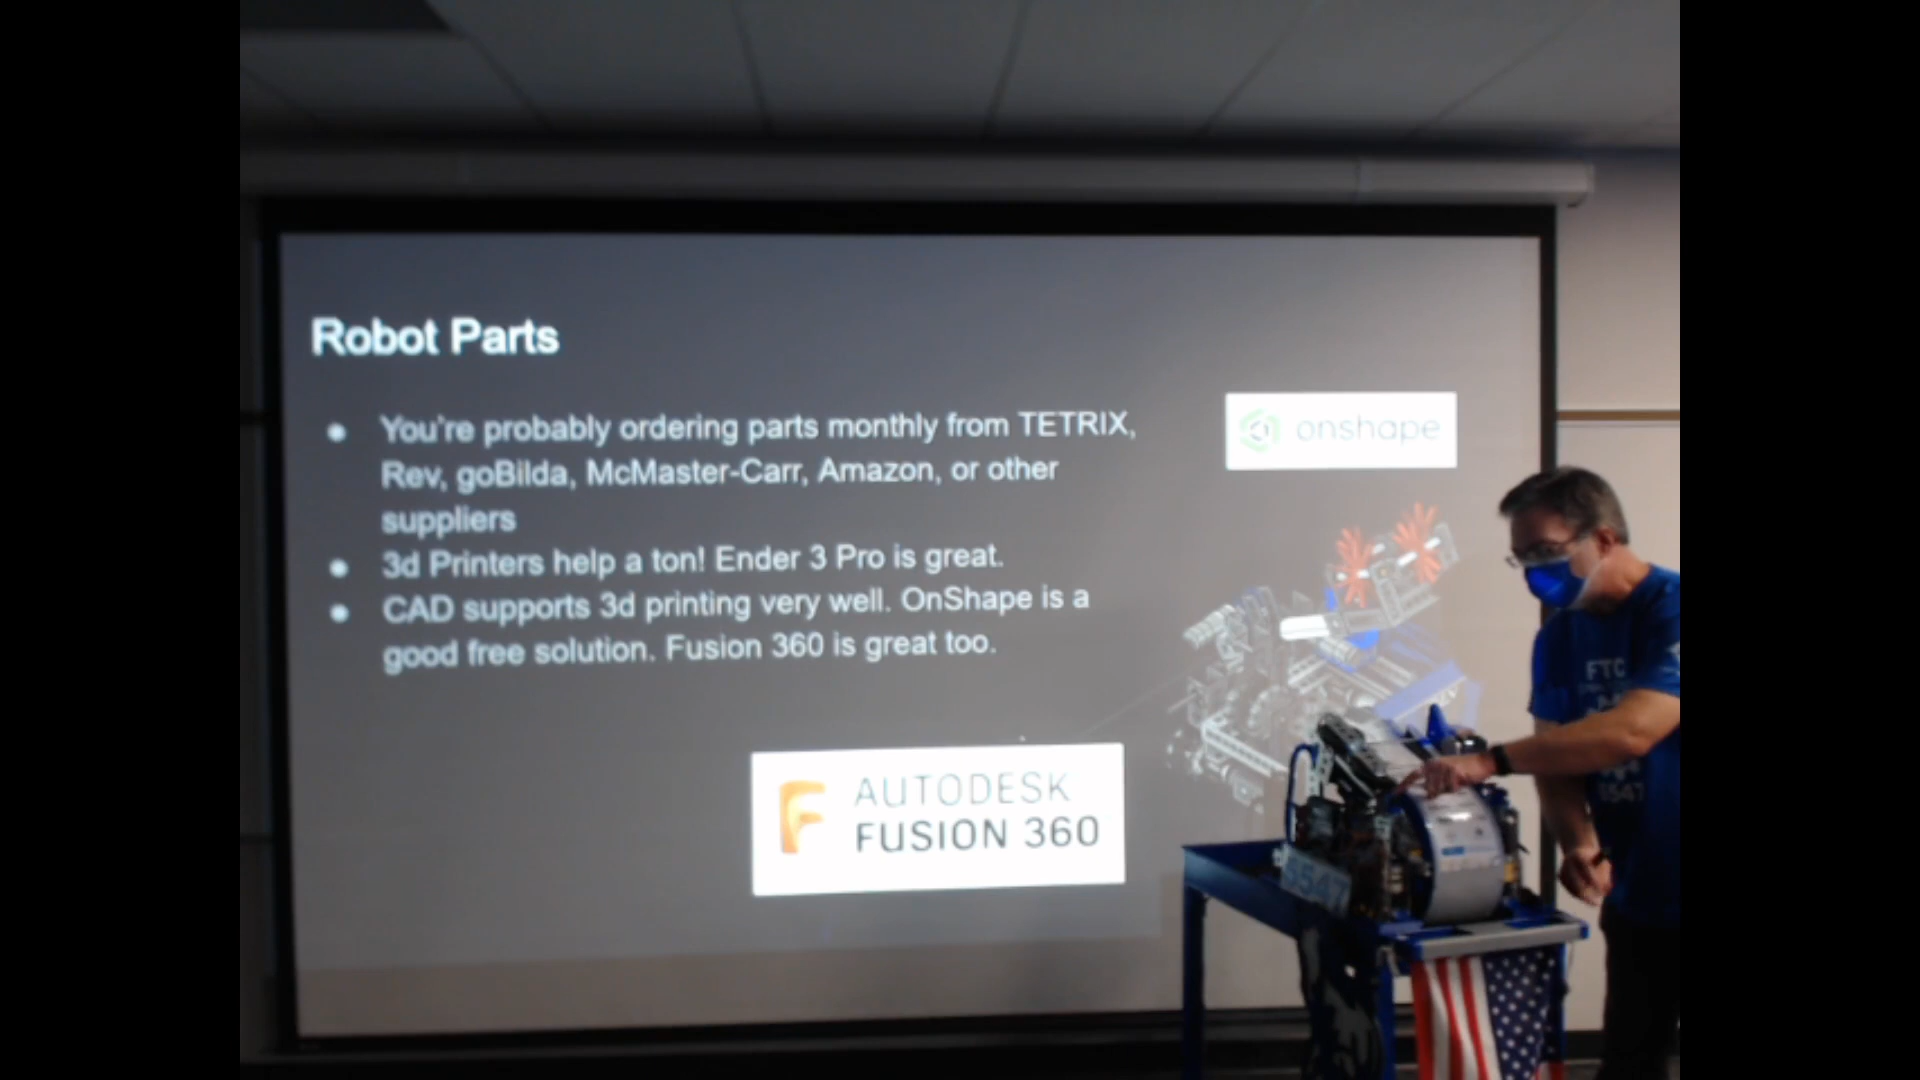 Robot Parts
● You're probably ordering parts monthly from TETRIX,
Rev, goBilda, McMaster-Carr, Amazon, or other
suppliers
● 3d Printers help a ton! Ender 3 Pro is great.
● CAD supports 3d printing very well. OnShape is a
good free solution. Fusion 360 is great too.
onshape
AUTODESK
FUSION 360
FTC
5547
5547